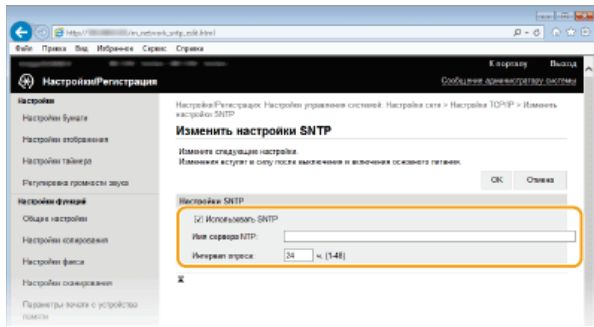 http://
/m_network_sntp_edit.html
Файл Правка Вид Избранное Сервис Справка
К порталу Выход
Настройки/Регистрация
Сообщение администратору системы
Настройки
Настройки бумаги
Настройки отображения
Настройки таймера
Регулировка громкости звука
Настройки функций
Общие настройки
Настройки копирования
Настройки факса
Настройки сканирования
Параметры печати с устройства памяти
Настройки/Регистрация: Настройки управления системой: Настройки сети > Настройки TCP/IP > Изменить
настройки SNTP
Изменить настройки SNTP
Измените следующие настройки.
Изменения вступят в силу после выключения и включения основного питания.
OK Отмена
Настройки SNTP
Использовать SNTP
Имя сервера NTP:
Интервал опроса: 24 ч. (1-48)